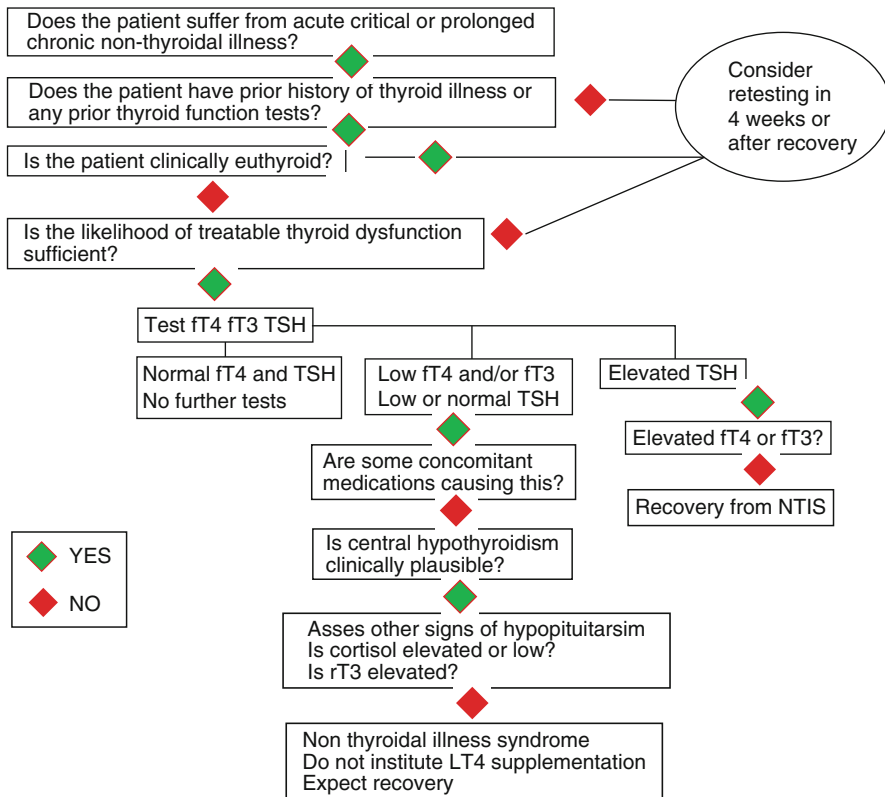 Does the patient suffer from acute critical or prolonged
chronic non-thyroidal illness?
Does the patient have prior history of thyroid illness or
any prior thyroid function tests?
Consider
retesting in
4 weeks or
after recovery
Is the patient clinically euthyroid?
Is the likelihood of treatable thyroid dysfunction
sufficient?
Test fT4 fT3 TSH
Normal fT4 and TSH
No further tests
Low fT4 and/or fT3
Low or normal TSH
Elevated TSH
Elevated fT4 or fT3?
Are some concomitant
medications causing this?
Recovery from NTIS
Is central hypothyroidism
clinically plausible?
YES
NO
Asses other signs of hypopituitarsim
Is cortisol elevated or low?
Is rT3 elevated?
Non thyroidal illness syndrome
Do not institute LT4 supplementation
Expect recovery